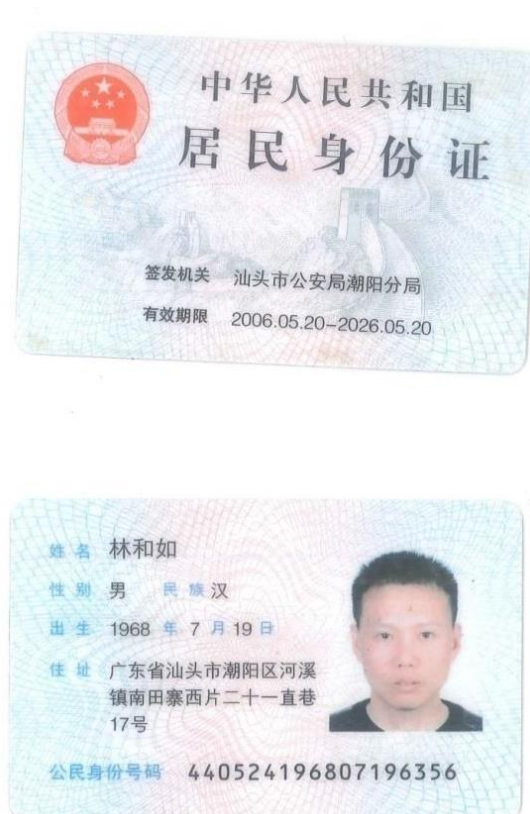 中华人民共和国
居民身份证
签发机关 汕头市公安局潮阳分局
有效期限 2006.05.20-2026.05.20
姓名 林和如
性别 男 民族 汉
出生 1968 年 7 月 19 日
住址 广东省汕头市潮阳区河溪
镇南田寨西片二十一直巷
17号
公民身份号码 440524196807196356